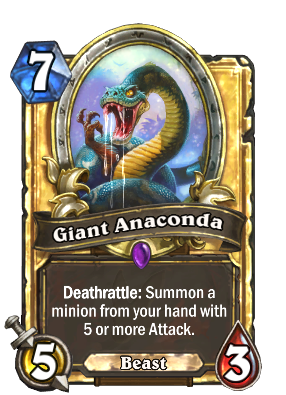 7
Giant Anaconda
Deathrattle: Summon a
minion from your hand with
5 or more Attack.
5
Beast
3